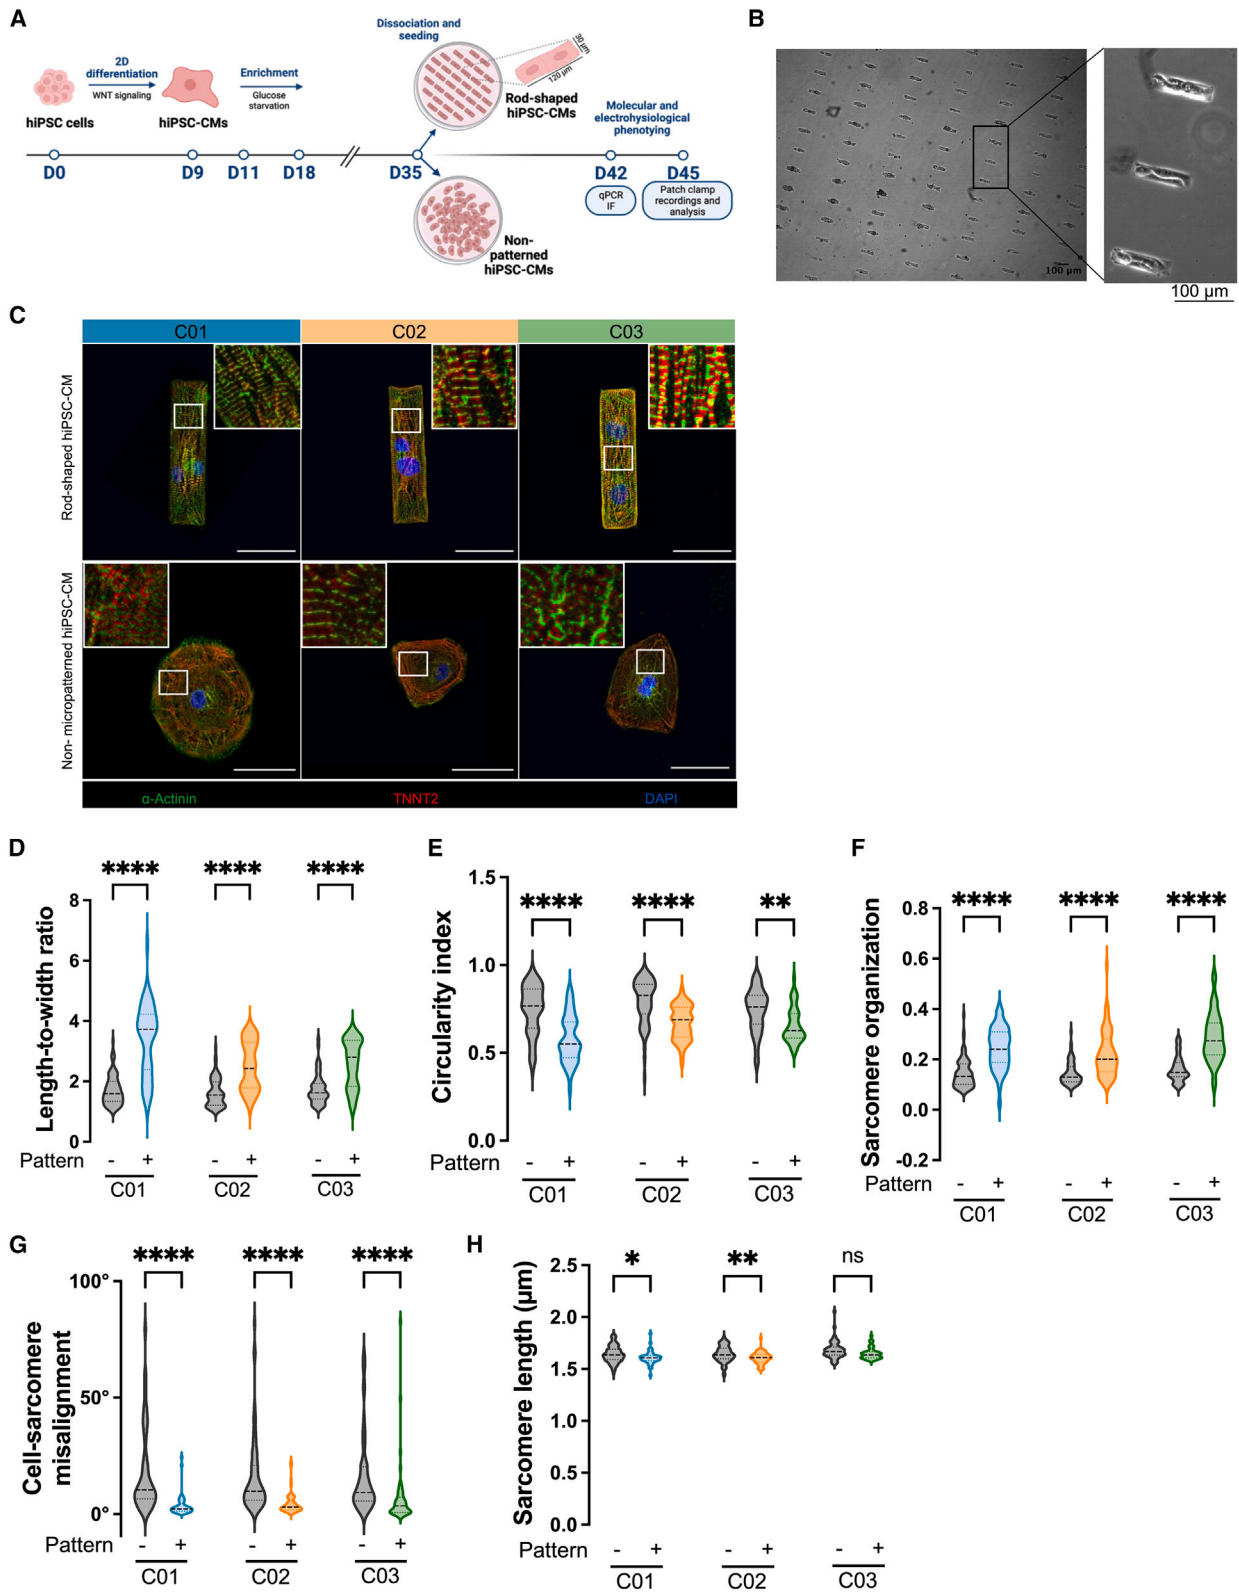 A
Dissociation and
seeding
30 µm
120 µm
2D
differentiation
WNT signaling
Enrichment
Glucose
starvation
hiPSC cells
hiPSC-CMs
Rod-shaped
hiPSC-CMs
Molecular and
electrohysiological
phenotyping
D0
D9
D11
D18
D35
D42
D45
qPCR
IF
Patch clamp
recordings and
analysis
Non-
patterned
hiPSC-CMs
B
100 µm
100 µm
C
C01
C02
C03
Rod-shaped hiPSC-CM
Non- micropatterned hiPSC-CM
α-Actinin
TNNT2
DAPI
D
**** **** ****
Length-to-width ratio
8
6
4
2
0
Pattern - + - + - +
C01 C02 C03
E
**** **** **
Circularity index
1.5
1.0
0.5
0.0
Pattern - + - + - +
C01 C02 C03
F
**** **** ****
Sarcomere organization
0.8
0.6
0.4
0.2
0.0
-0.2
Pattern - + - + - +
C01 C02 C03
G
**** **** ****
Cell-sarcomere
misalignment
100°
50°
0°
Pattern - + - + - +
C01 C02 C03
H
* ** ns
Sarcomere length (µm)
2.5
2.0
1.5
1.0
0.5
0.0
Pattern - + - + - +
C01 C02 C03